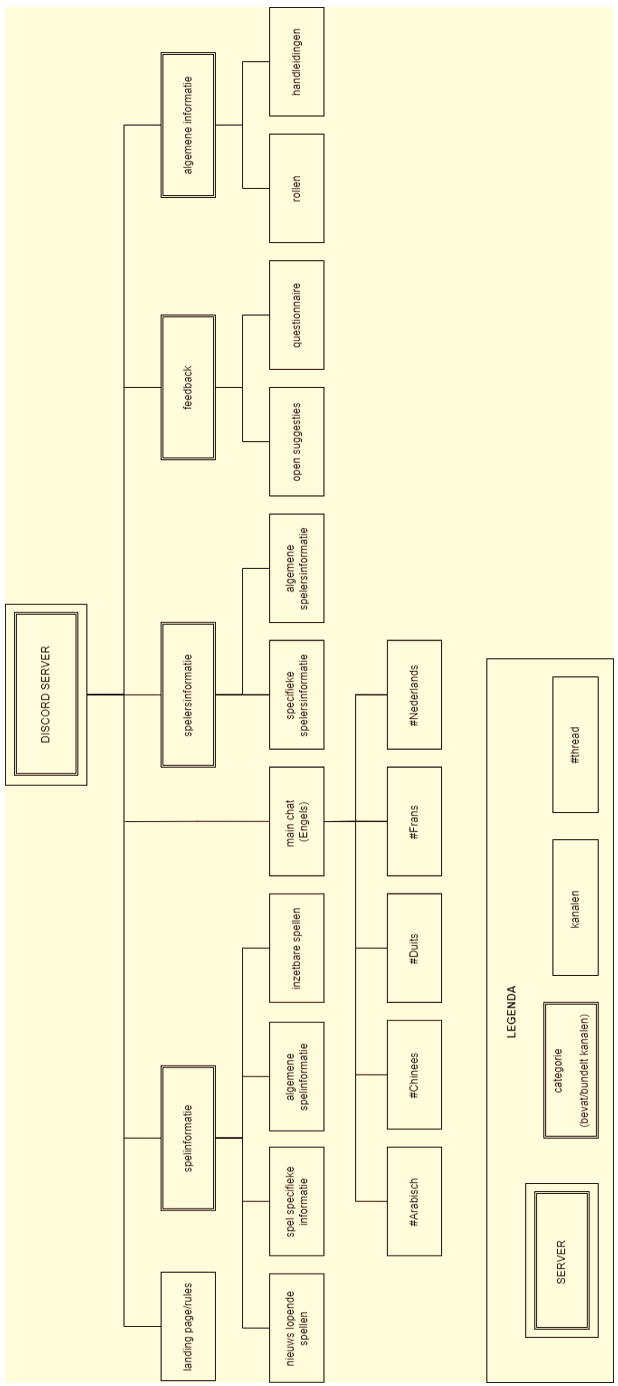 DISCORD SERVER
landing page/rules
spelinformatie
spelersinformatie
feedback
algemene informatie
nieuws lopende
spellen
spel specifieke
informatie
algemene
spelinformatie
inzetbare spellen
main chat
(Engels)
specifieke
spelersinformatie
algemene
spelersinformatie
open suggesties
questionnaire
rollen
handleidingen
#Arabisch
#Chinees
#Duits
#Frans
#Nederlands
LEGENDA
SERVER
categorie
(bevat/bundelt kanalen)
kanalen
#thread